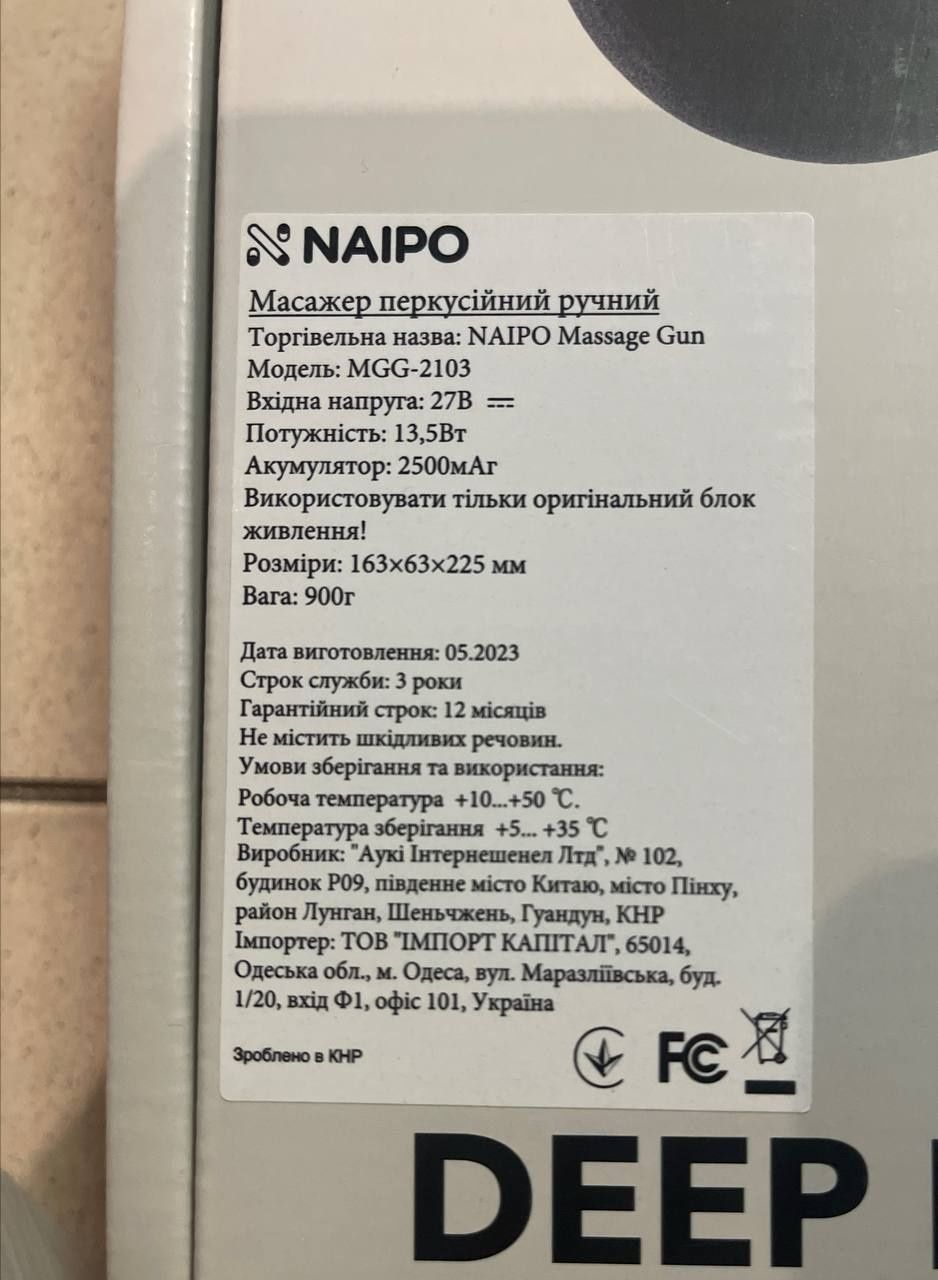 NAIPO
Масажер перкусійний ручний
Торгівельна назва: NAIPO Massage Gun
Модель: MGG-2103
Вхідна напруга: 27В ⎓
Потужність: 13,5Вт
Акумулятор: 2500мАг
Використовувати тільки оригінальний блок
живлення!
Розміри: 163×63×225 мм
Вага: 900г
Дата виготовлення: 05.2023
Строк служби: 3 роки
Гарантійний строк: 12 місяців
Не містить шкідливих речовин.
Умови зберігання та використання:
Робоча температура +10...+50 ℃.
Температура зберігання +5... +35 ℃
Виробник: "Аукі Інтернешенел Лтд", № 102,
будинок P09, південне місто Китаю, місто Пінху,
район Лунган, Шеньчжень, Гуандун, КНР
Імпортер: ТОВ "ІМПОРТ КАПІТАЛ", 65014,
Одеська обл., м. Одеса, вул. Маразліївська, буд.
1/20, вхід Ф1, офіс 101, Україна
Зроблено в КНР
FC
DEEP